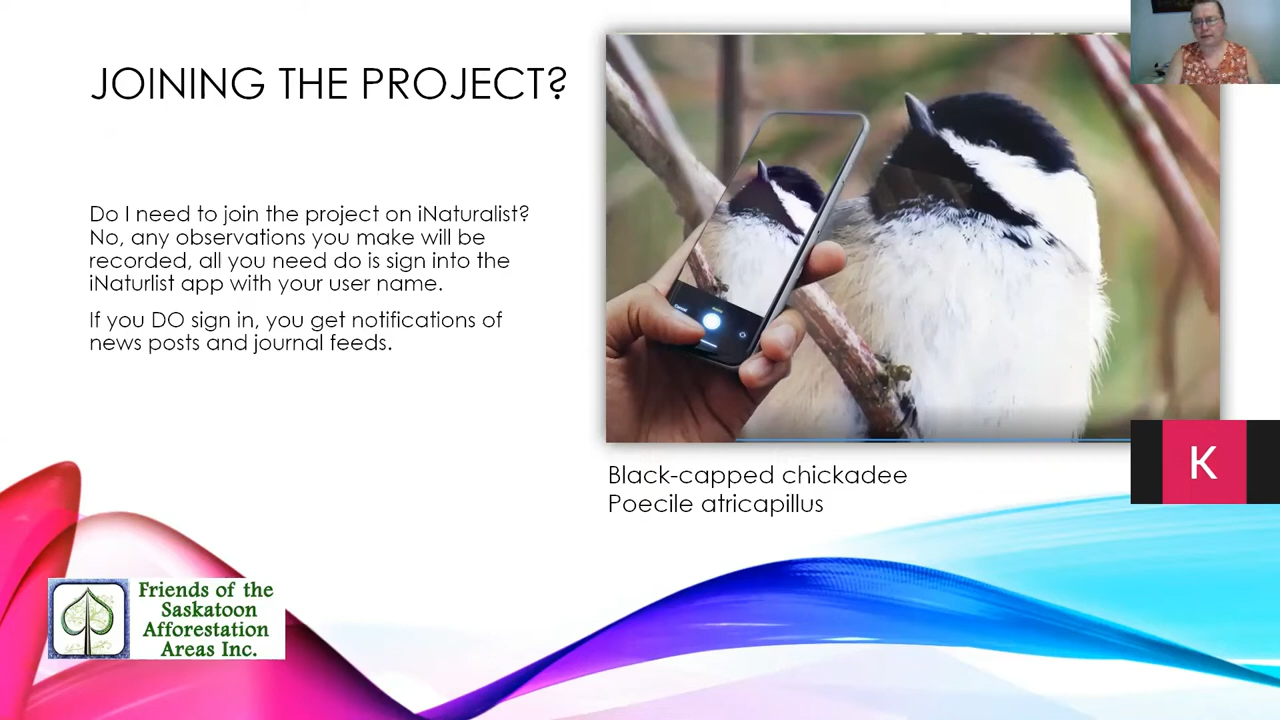 JOINING THE PROJECT?
Do I need to join the project on iNaturalist?
No, any observations you make will be
recorded, all you need do is sign into the
iNaturlist app with your user name.
If you DO sign in, you get notifications of
news posts and journal feeds.
Black-capped chickadee
Poecile atricapillus
K
Friends of the
Saskatoon
Afforestation
Areas Inc.